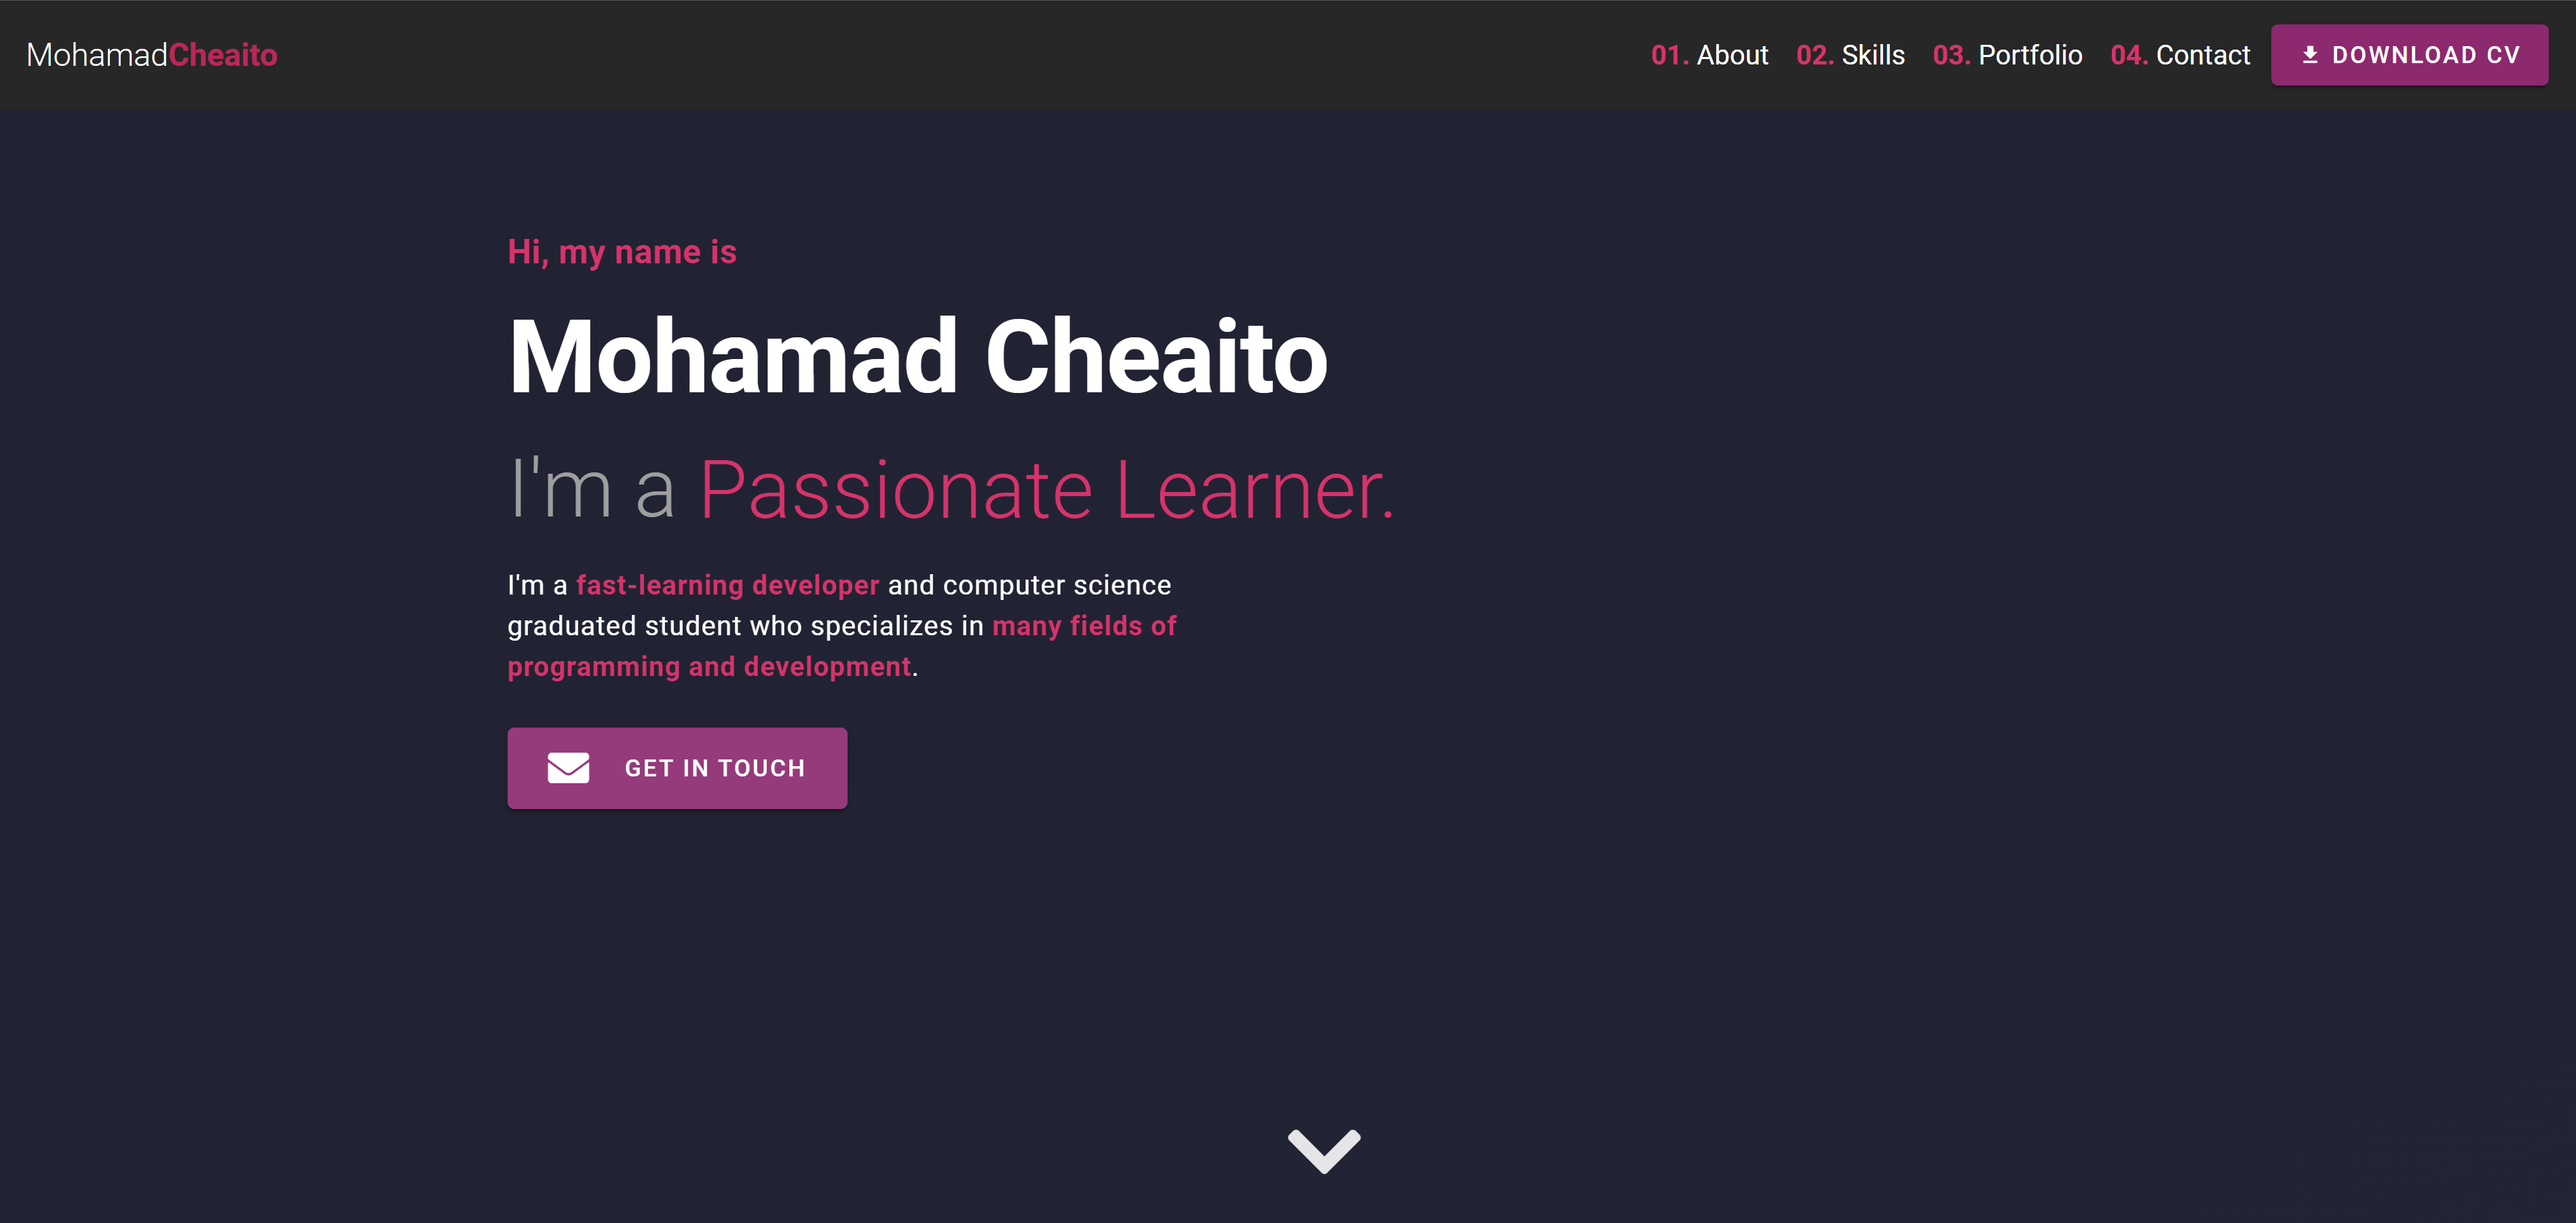 MohamadCheaito
01. About 02. Skills 03. Portfolio 04. Contact DOWNLOAD CV
Hi, my name is
Mohamad Cheaito
I'm a Passionate Learner.
I'm a fast-learning developer and computer science
graduated student who specializes in many fields of
programming and development.
GET IN TOUCH